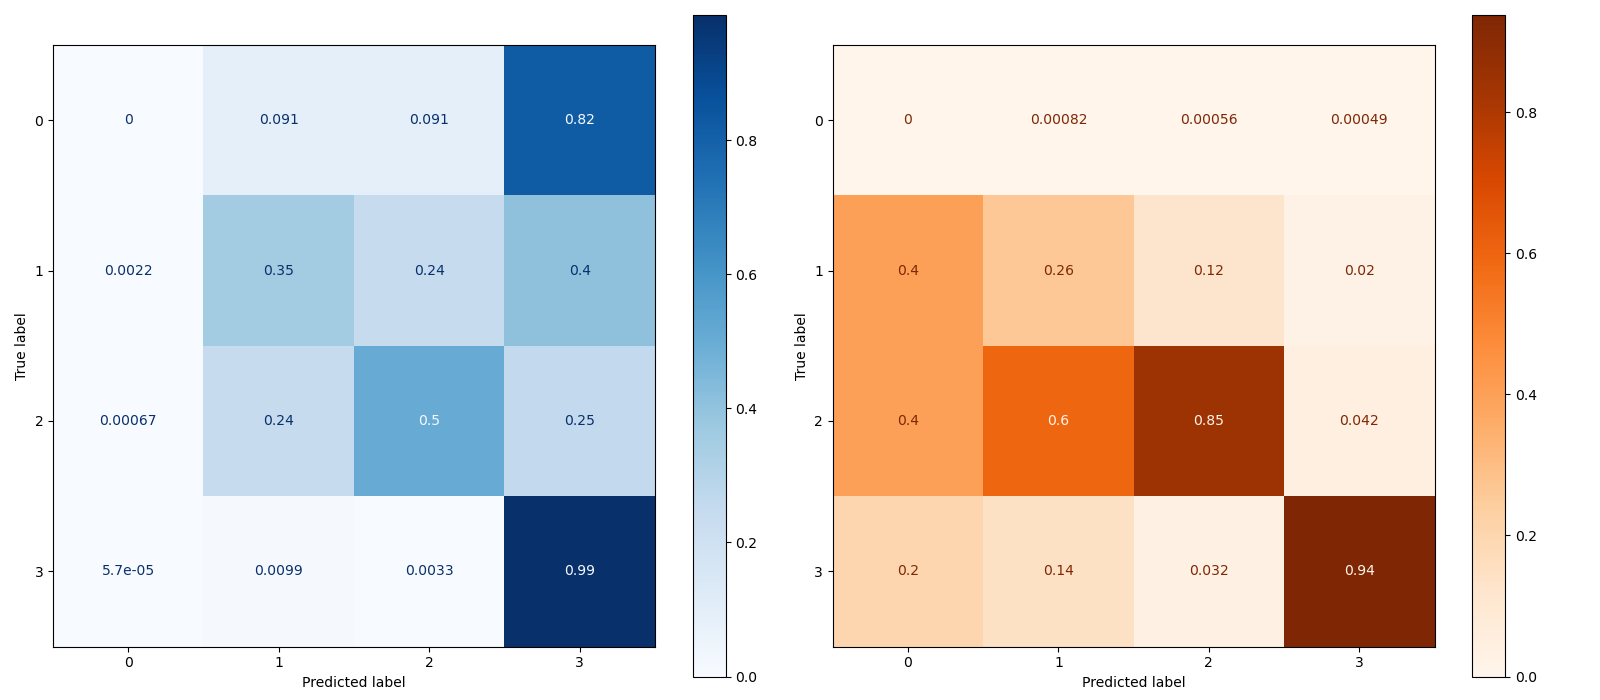 0 0 0.091 0.091 0.82
1 0.0022 0.35 0.24 0.4
2 0.00067 0.24 0.5 0.25
3 5.7e-05 0.0099 0.0033 0.99
0 1 2 3
Predicted label
True label
0.8
0.6
0.4
0.2
0.0
0 0 0.00082 0.00056 0.00049
1 0.4 0.26 0.12 0.02
2 0.4 0.6 0.85 0.042
3 0.2 0.14 0.032 0.94
0 1 2 3
Predicted label
True label
0.8
0.6
0.4
0.2
0.0